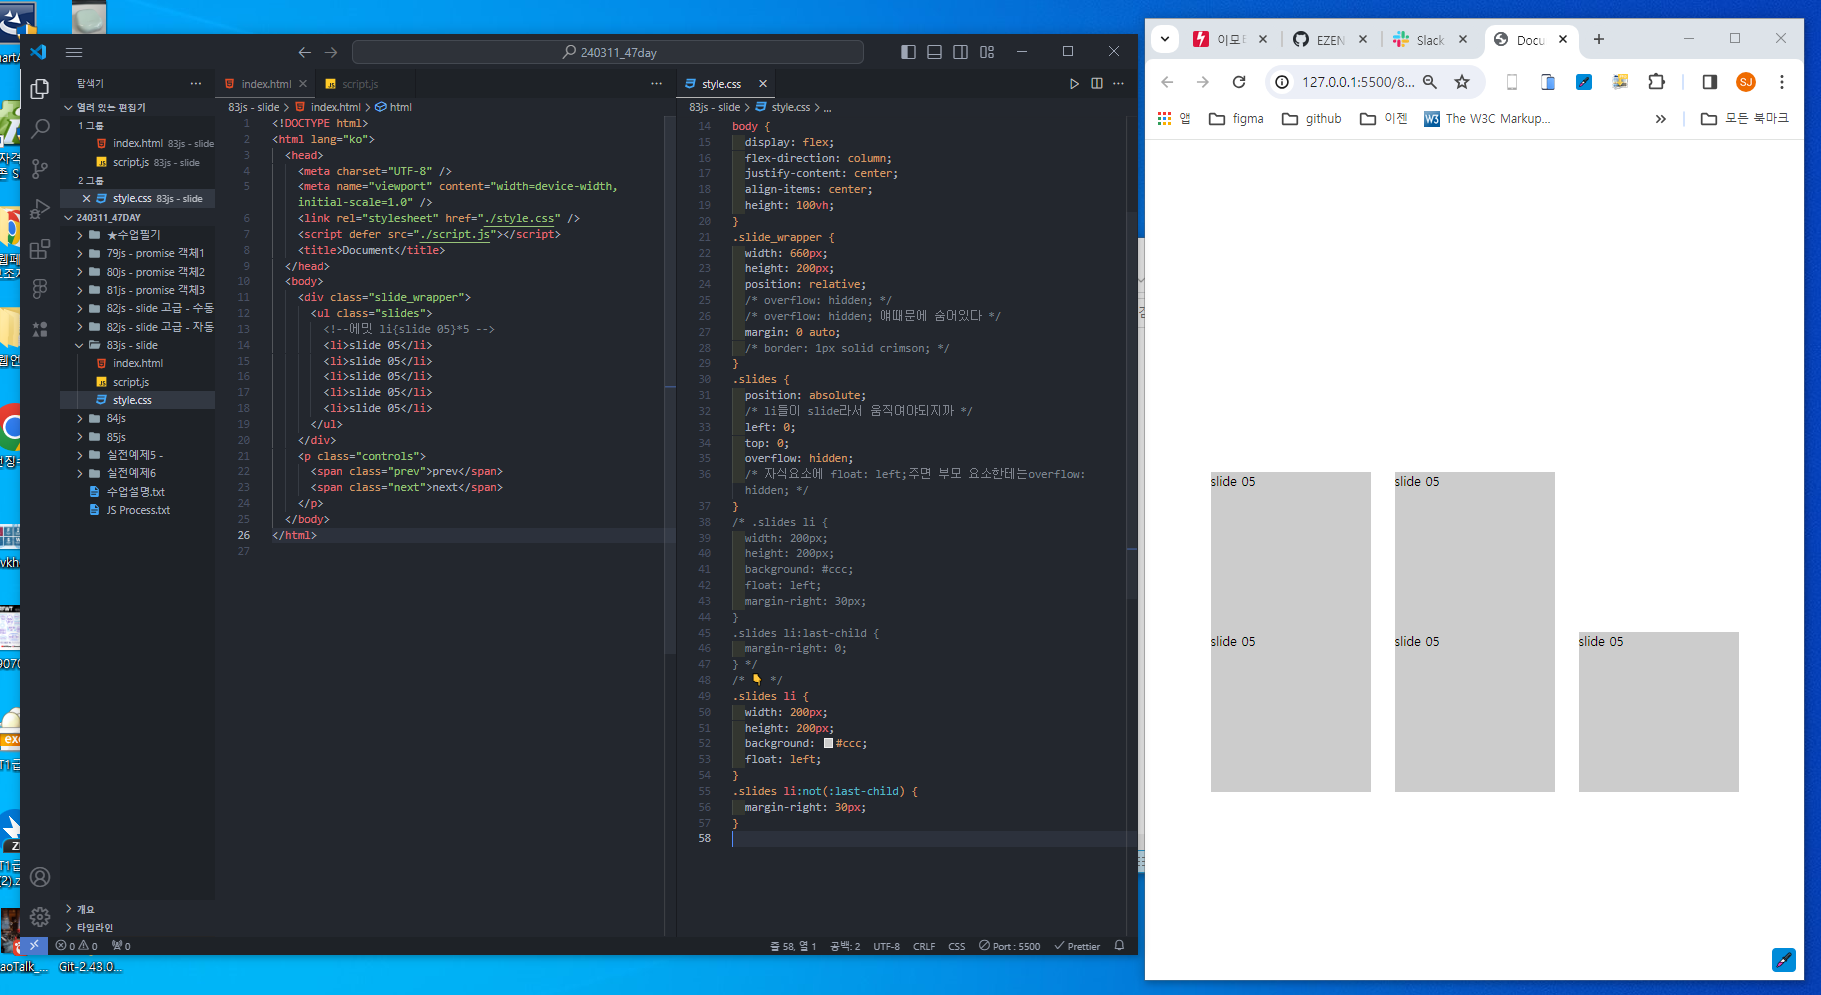 240311_47day
탐색기
index.html
script.js
style.css
열려 있는 편집기
1 그룹
index.html 83js - slide
script.js 83js - slide
2 그룹
style.css 83js - slide
240311_47DAY
★수업필기
79js - promise 객체1
80js - promise 객체2
81js - promise 객체3
82js - slide 고급 - 수동
82js - slide 고급 - 자동
83js - slide
index.html
script.js
style.css
84js
85js
실전예제5 -
실전예제6
수업설명.txt
JS Process.txt
개요
타임라인
83js - slide > index.html > html
1 <!DOCTYPE html>
2 <html lang="ko">
3 <head>
4 <meta charset="UTF-8" />
5 <meta name="viewport" content="width=device-width,
initial-scale=1.0" />
6 <link rel="stylesheet" href="./style.css" />
7 <script defer src="./script.js"></script>
8 <title>Document</title>
9 </head>
10 <body>
11 <div class="slide_wrapper">
12 <ul class="slides">
13 <!--에밋 li{slide 05}*5 -->
14 <li>slide 05</li>
15 <li>slide 05</li>
16 <li>slide 05</li>
17 <li>slide 05</li>
18 <li>slide 05</li>
19 </ul>
20 </div>
21 <p class="controls">
22 <span class="prev">prev</span>
23 <span class="next">next</span>
24 </p>
25 </body>
26 </html>
27
83js - slide > style.css > ...
14 body {
15 display: flex;
16 flex-direction: column;
17 justify-content: center;
18 align-items: center;
19 height: 100vh;
20 }
21 .slide_wrapper {
22 width: 660px;
23 height: 200px;
24 position: relative;
25 /* overflow: hidden; */
26 /* overflow: hidden; 얘때문에 숨어있다 */
27 margin: 0 auto;
28 /* border: 1px solid crimson; */
29 }
30 .slides {
31 position: absolute;
32 /* li들이 slide라서 움직여야되지까 */
33 left: 0;
34 top: 0;
35 overflow: hidden;
36 /* 자식요소에 float: left;주면 부모 요소한테는overflow:
hidden; */
37 }
38 /* .slides li {
39 width: 200px;
40 height: 200px;
41 background: #ccc;
42 float: left;
43 margin-right: 30px;
44 }
45 .slides li:last-child {
46 margin-right: 0;
47 } */
48 /* 👇 */
49 .slides li {
50 width: 200px;
51 height: 200px;
52 background: #ccc;
53 float: left;
54 }
55 .slides li:not(:last-child) {
56 margin-right: 30px;
57 }
58
0 0 0
줄 58, 열 1 공백: 2 UTF-8 CRLF CSS Port : 5500 Prettier
Git-2.43.0...
EZEN
Slack
Docu
127.0.0.1:5500/8...
SJ
앱 figma github 이젠 W3 The W3C Markup... » 모든 북마크
slide 05 slide 05
slide 05 slide 05 slide 05